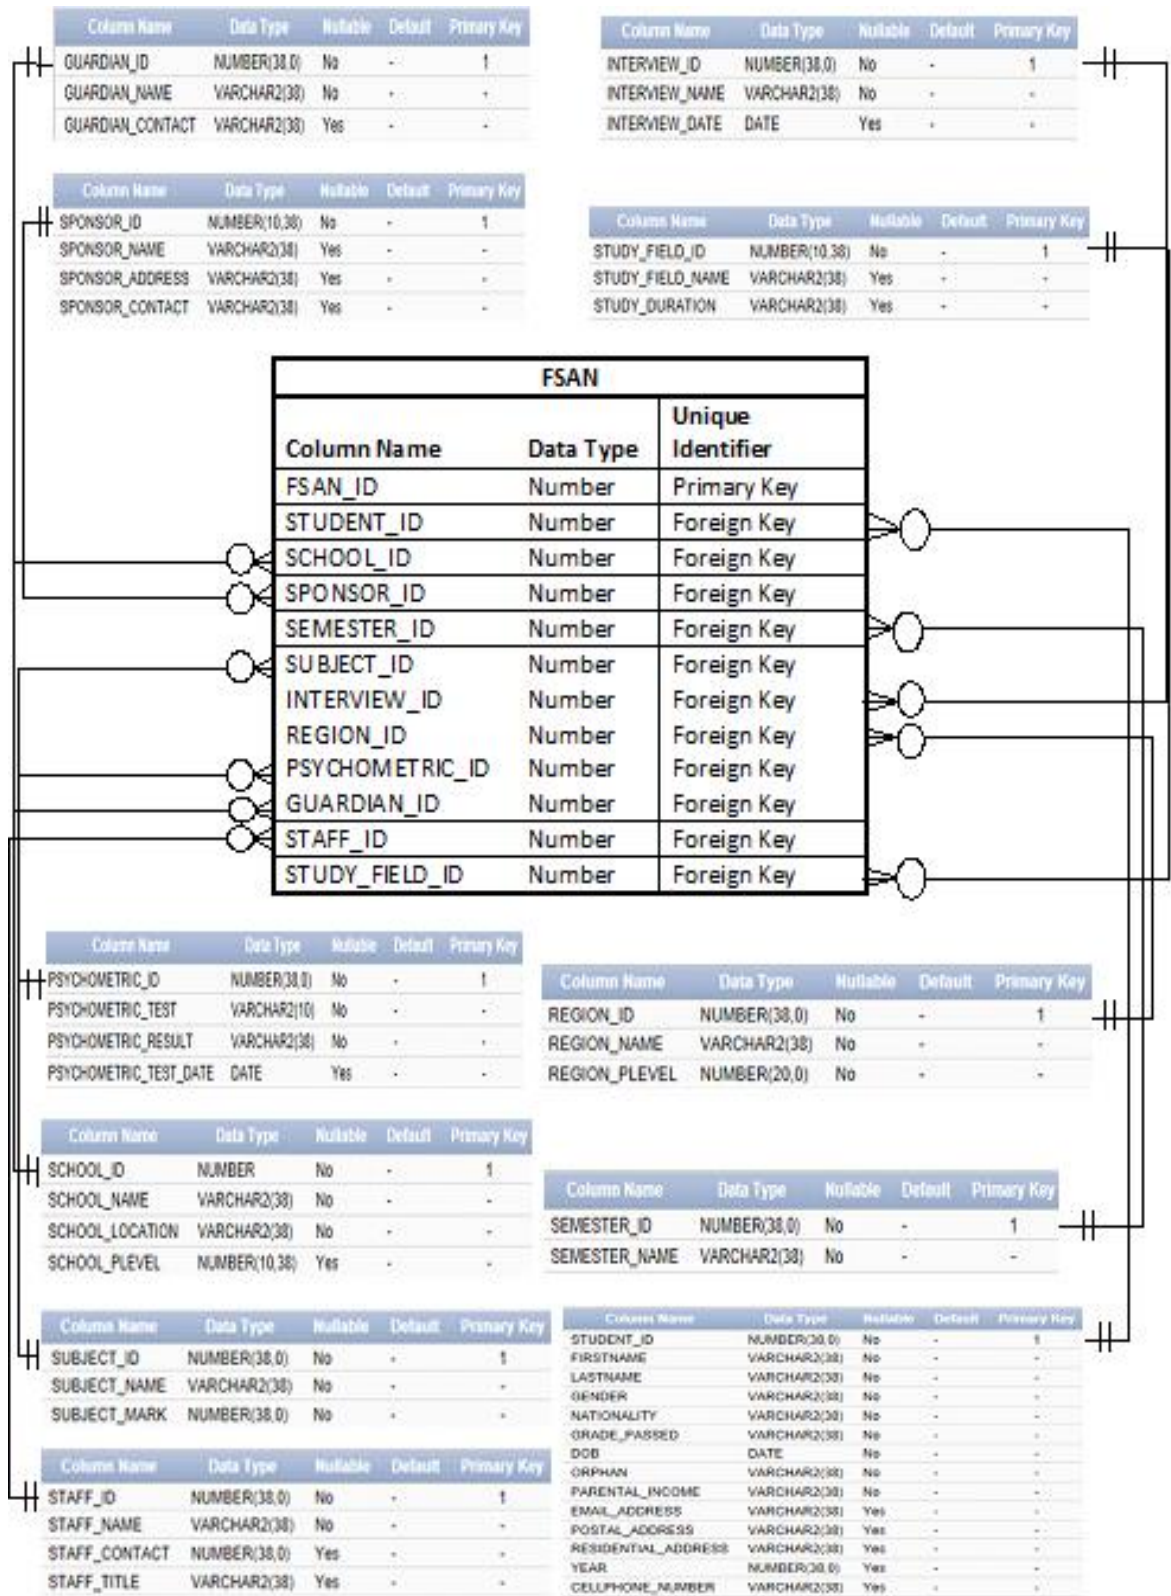 Column Name Data Type Nullable Default Primary Key
GUARDIAN_ID NUMBER(38,0) No - 1
GUARDIAN_NAME VARCHAR2(38) No - -
GUARDIAN_CONTACT VARCHAR2(38) Yes - -
Column Name Data Type Nullable Default Primary Key
INTERVIEW_ID NUMBER(38,0) No - 1
INTERVIEW_NAME VARCHAR2(38) No - -
INTERVIEW_DATE DATE Yes - -
Column Name Data Type Nullable Default Primary Key
SPONSOR_ID NUMBER(10,38) No - 1
SPONSOR_NAME VARCHAR2(38) Yes - -
SPONSOR_ADDRESS VARCHAR2(38) Yes - -
SPONSOR_CONTACT VARCHAR2(38) Yes - -
Column Name Data Type Nullable Default Primary Key
STUDY_FIELD_ID NUMBER(10,38) No - 1
STUDY_FIELD_NAME VARCHAR2(38) Yes - -
STUDY_DURATION VARCHAR2(38) Yes - -
FSAN
Column Name Data Type Unique Identifier
FSAN_ID Number Primary Key
STUDENT_ID Number Foreign Key
SCHOOL_ID Number Foreign Key
SPONSOR_ID Number Foreign Key
SEMESTER_ID Number Foreign Key
SUBJECT_ID Number Foreign Key
INTERVIEW_ID Number Foreign Key
REGION_ID Number Foreign Key
PSYCHOMETRIC_ID Number Foreign Key
GUARDIAN_ID Number Foreign Key
STAFF_ID Number Foreign Key
STUDY_FIELD_ID Number Foreign Key
Column Name Data Type Nullable Default Primary Key
PSYCHOMETRIC_ID NUMBER(38,0) No - 1
PSYCHOMETRIC_TEST VARCHAR2(10) No - -
PSYCHOMETRIC_RESULT VARCHAR2(38) No - -
PSYCHOMETRIC_TEST_DATE DATE Yes - -
Column Name Data Type Nullable Default Primary Key
REGION_ID NUMBER(38,0) No - 1
REGION_NAME VARCHAR2(38) No - -
REGION_PLEVEL NUMBER(20,0) No - -
Column Name Data Type Nullable Default Primary Key
SCHOOL_ID NUMBER No - 1
SCHOOL_NAME VARCHAR2(38) No - -
SCHOOL_LOCATION VARCHAR2(38) No - -
SCHOOL_PLEVEL NUMBER(10,38) Yes - -
Column Name Data Type Nullable Default Primary Key
SEMESTER_ID NUMBER(38,0) No - 1
SEMESTER_NAME VARCHAR2(38) No - -
Column Name Data Type Nullable Default Primary Key
SUBJECT_ID NUMBER(38,0) No - 1
SUBJECT_NAME VARCHAR2(38) No - -
SUBJECT_MARK NUMBER(38,0) No - -
Column Name Data Type Nullable Default Primary Key
STAFF_ID NUMBER(38,0) No - 1
STAFF_NAME VARCHAR2(38) No - -
STAFF_CONTACT NUMBER(38,0) Yes - -
STAFF_TITLE VARCHAR2(38) Yes - -
Column Name Data Type Nullable Default Primary Key
STUDENT_ID NUMBER(38,0) No - 1
FIRSTNAME VARCHAR2(38) No - -
LASTNAME VARCHAR2(38) No - -
GENDER VARCHAR2(38) No - -
NATIONALITY VARCHAR2(38) No - -
GRADE_PASSED VARCHAR2(38) No - -
DOB DATE No - -
ORPHAN VARCHAR2(38) No - -
PARENTAL_INCOME VARCHAR2(38) No - -
EMAIL_ADDRESS VARCHAR2(38) Yes - -
POSTAL_ADDRESS VARCHAR2(38) Yes - -
RESIDENTIAL_ADDRESS VARCHAR2(38) Yes - -
YEAR NUMBER(38,0) Yes - -
CELLPHONE_NUMBER VARCHAR2(38) Yes - -